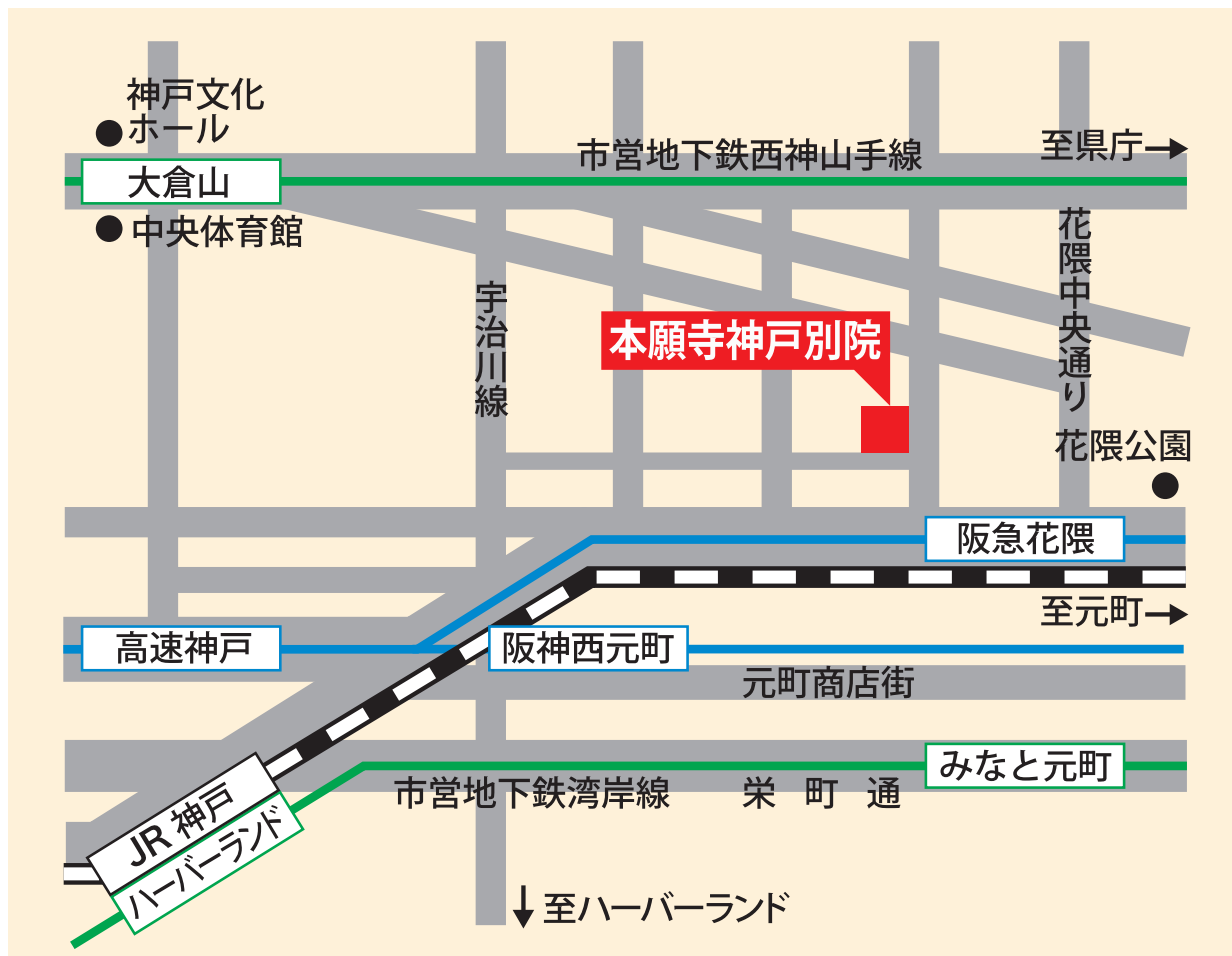 神戸文化
ホール
市営地下鉄西神山手線
至県庁
大倉山
中央体育館
花隈中央通り
宇治川線
本願寺神戸別院
花隈公園
阪急花隈
至元町
高速神戸
阪神西元町
元町商店街
みなと元町
市営地下鉄湾岸線
栄町通
JR 神戸
ハーバーランド
至ハーバーランド